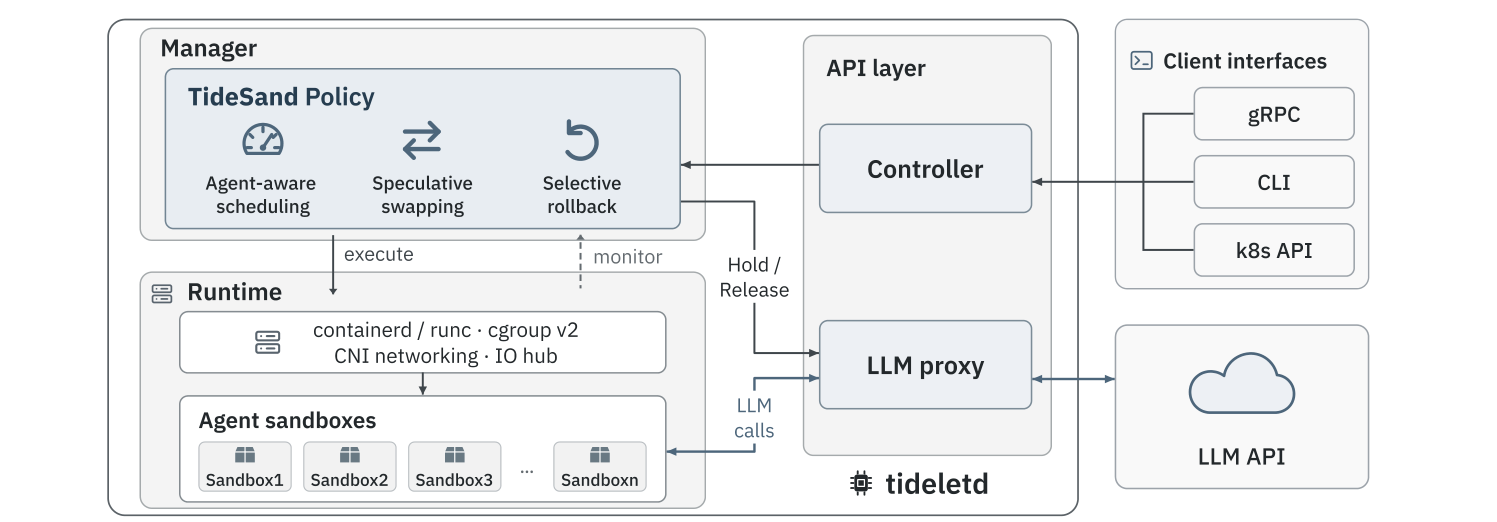 Manager
TideSand Policy
Agent-aware
scheduling
Speculative
swapping
Selective
rollback
execute
monitor
Runtime
containerd / runc · cgroup v2
CNI networking · IO hub
Agent sandboxes
Sandbox1
Sandbox2
Sandbox3
...
Sandboxn
Hold /
Release
LLM
calls
API layer
Controller
LLM proxy
tideletd
Client interfaces
gRPC
CLI
k8s API
LLM API